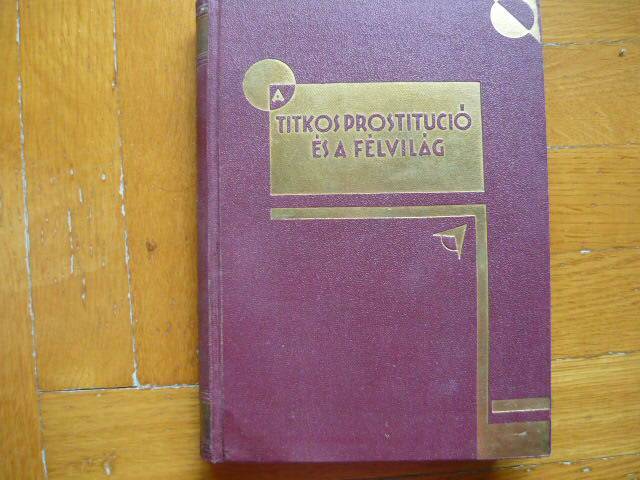 A
TITKOS PROSTITUCIÓ
ÉS A FÉLVILÁG